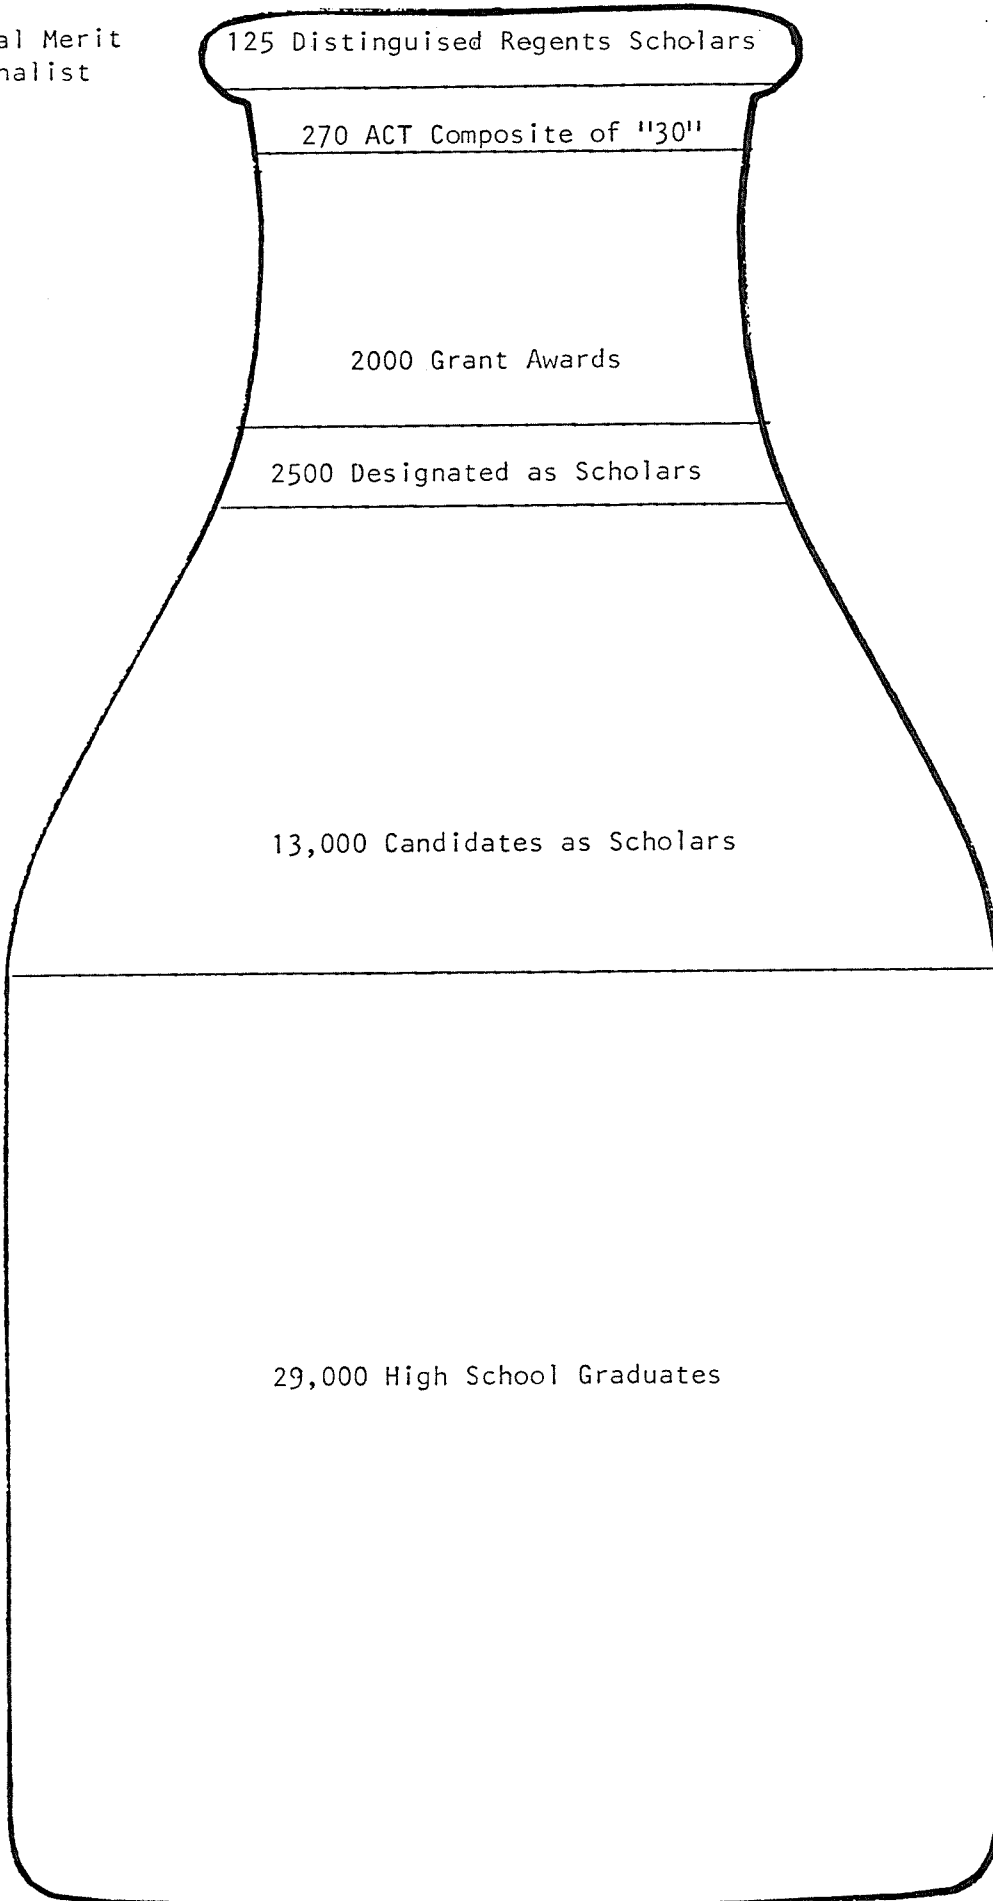 al Merit
nalist
125 Distinguised Regents Scholars
270 ACT Composite of "30"
2000 Grant Awards
2500 Designated as Scholars
13,000 Candidates as Scholars
29,000 High School Graduates